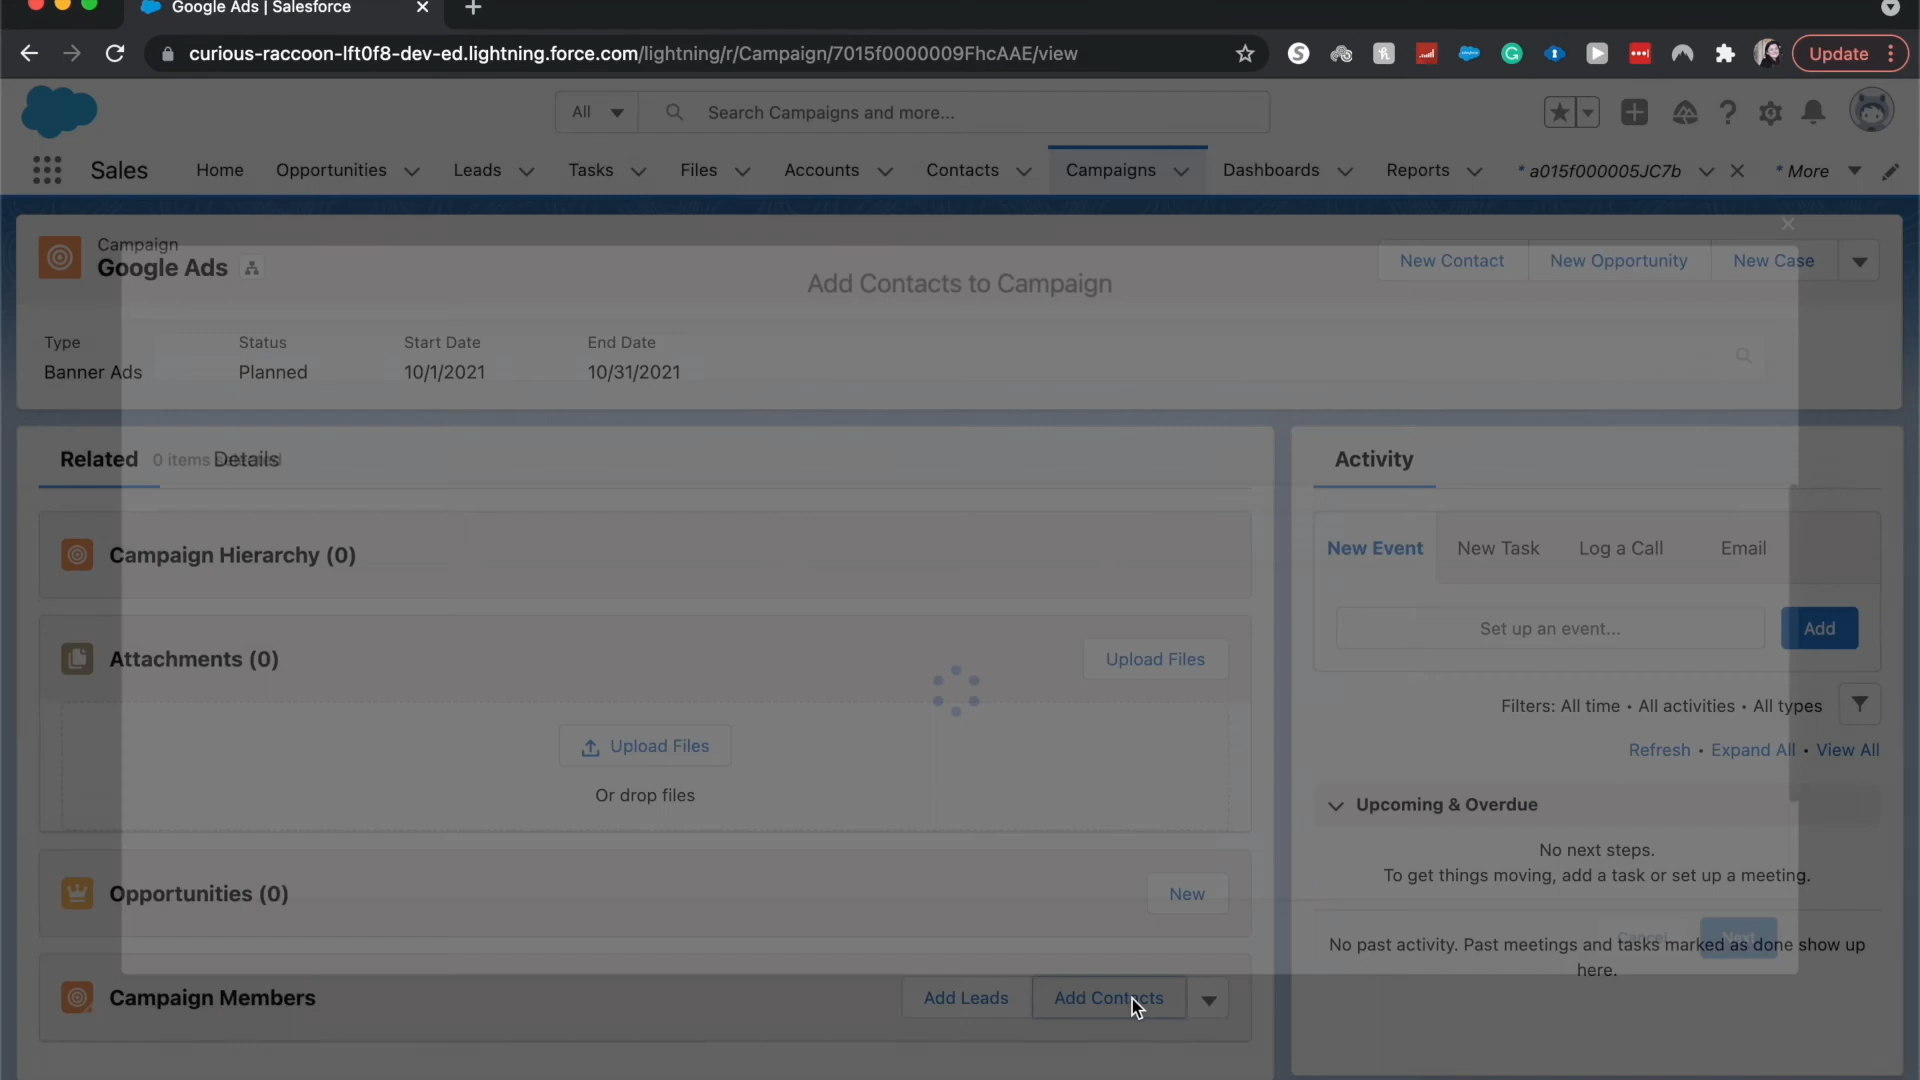 Google Ads | Salesforce
curious-raccoon-lft0f8-dev-ed.lightning.force.com/lightning/r/Campaign/7015f0000009FhcAAE/view
Update
All
Search Campaigns and more...
Sales
Home
Opportunities
Leads
Tasks
Files
Accounts
Contacts
Campaigns
Dashboards
Reports
* a015f000005JC7b
* More
Campaign
Google Ads
New Contact
New Opportunity
New Case
Add Contacts to Campaign
Type
Status
Start Date
End Date
Banner Ads
Planned
10/1/2021
10/31/2021
Related
0 items
Details
Activity
Campaign Hierarchy (0)
New Event
New Task
Log a Call
Email
Set up an event...
Add
Attachments (0)
Upload Files
Filters: All time • All activities • All types
Upload Files
Refresh • Expand All • View All
Or drop files
Upcoming & Overdue
No next steps.
To get things moving, add a task or set up a meeting.
Opportunities (0)
New
Cancel
Next
No past activity. Past meetings and tasks marked as done show up
here.
Campaign Members
Add Leads
Add Contacts